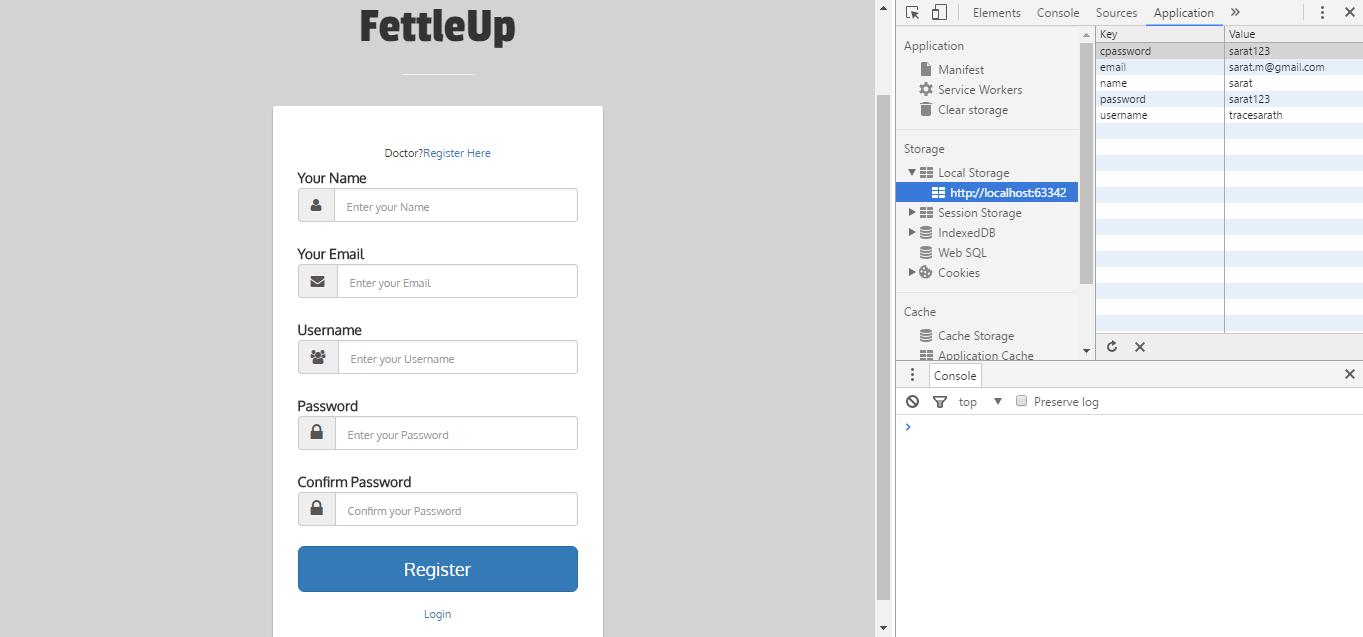 FettleUp
Doctor?Register Here
Your Name
Enter your Name
Your Email
Enter your Email
Username
Enter your Username
Password
Enter your Password
Confirm Password
Confirm your Password
Register
Login
Elements Console Sources Application »
Application
Manifest
Service Workers
Clear storage
Storage
Local Storage
http://localhost:63342
Session Storage
IndexedDB
Web SQL
Cookies
Cache
Cache Storage
Application Cache
Key Value
cpassword sarat123
email sarat.m@gmail.com
name sarat
password sarat123
username tracesarath
Console
top Preserve log